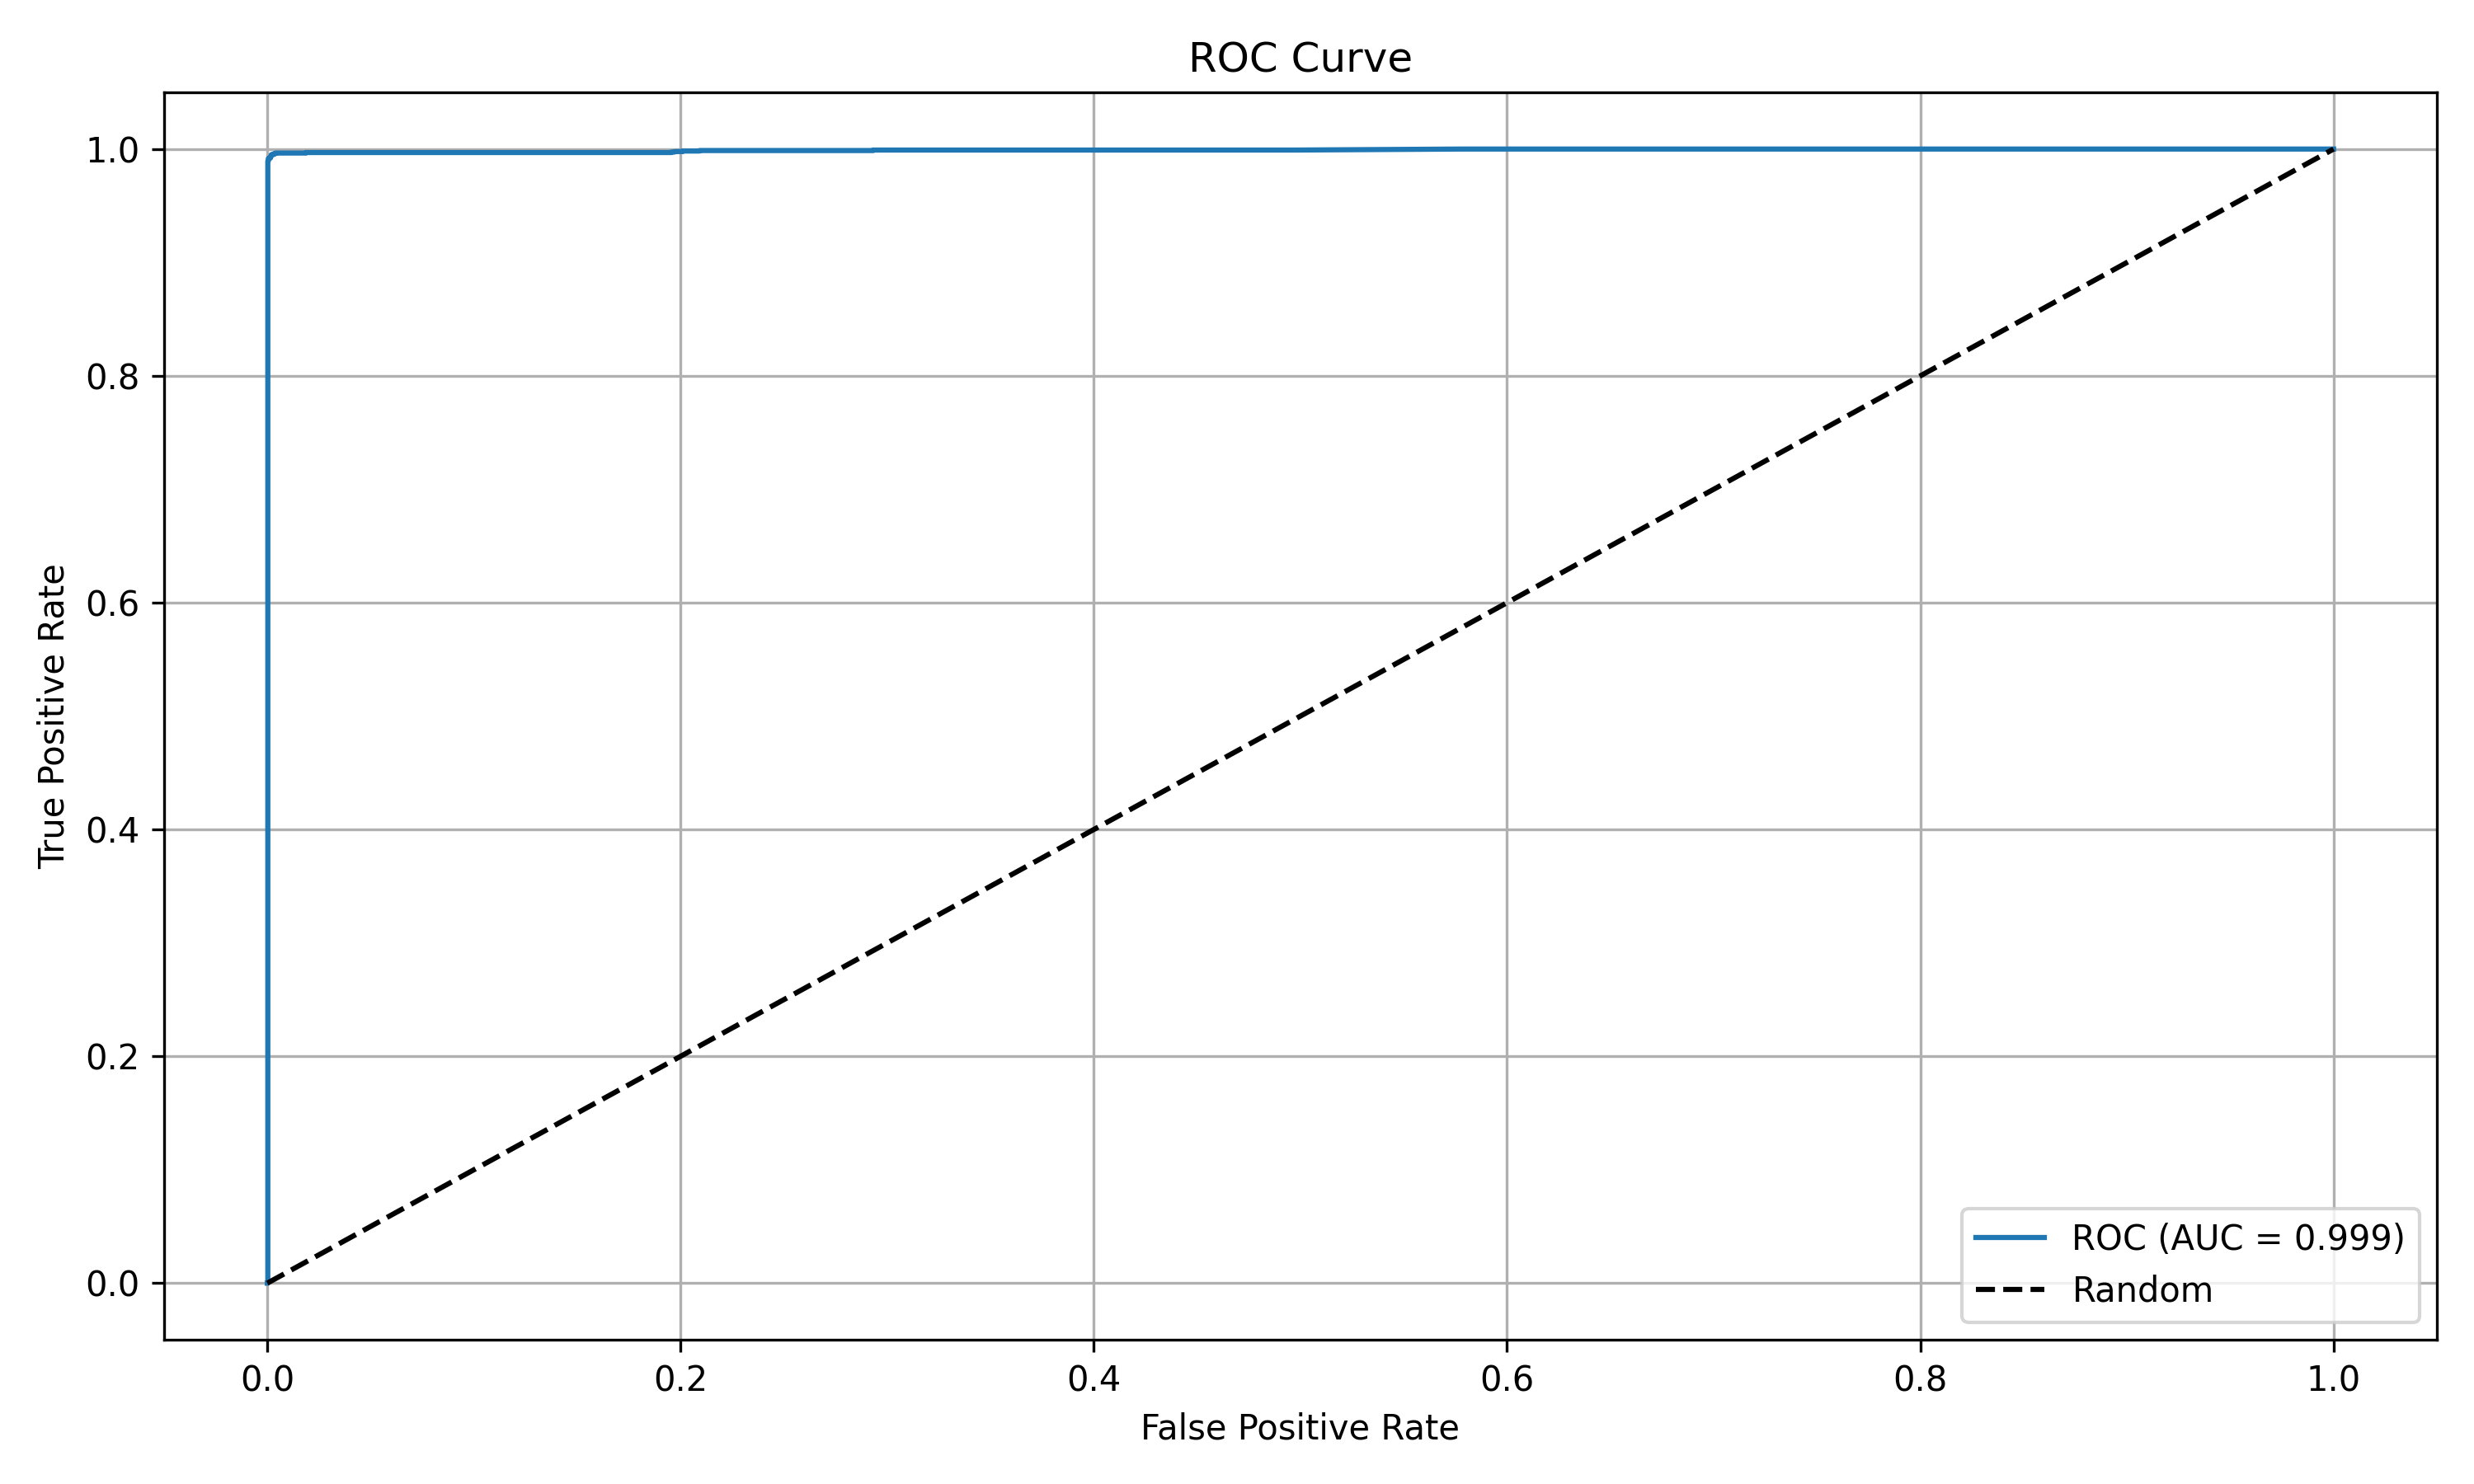 ROC Curve
1.0
0.8
0.6
0.4
0.2
0.0
True Positive Rate
ROC (AUC = 0.999)
Random
0.0 0.2 0.4 0.6 0.8 1.0
False Positive Rate